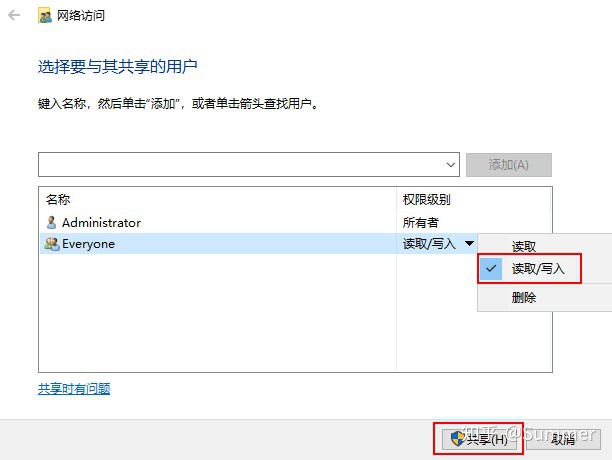 网络访问
选择要与其共享的用户
键入名称，然后单击"添加"，或者单击箭头查找用户。
添加(A)
名称 权限级别
Administrator 所有者
Everyone 读取/写入
读取
读取/写入
删除
共享时有问题
共享(H) 取消
知乎 @Summer